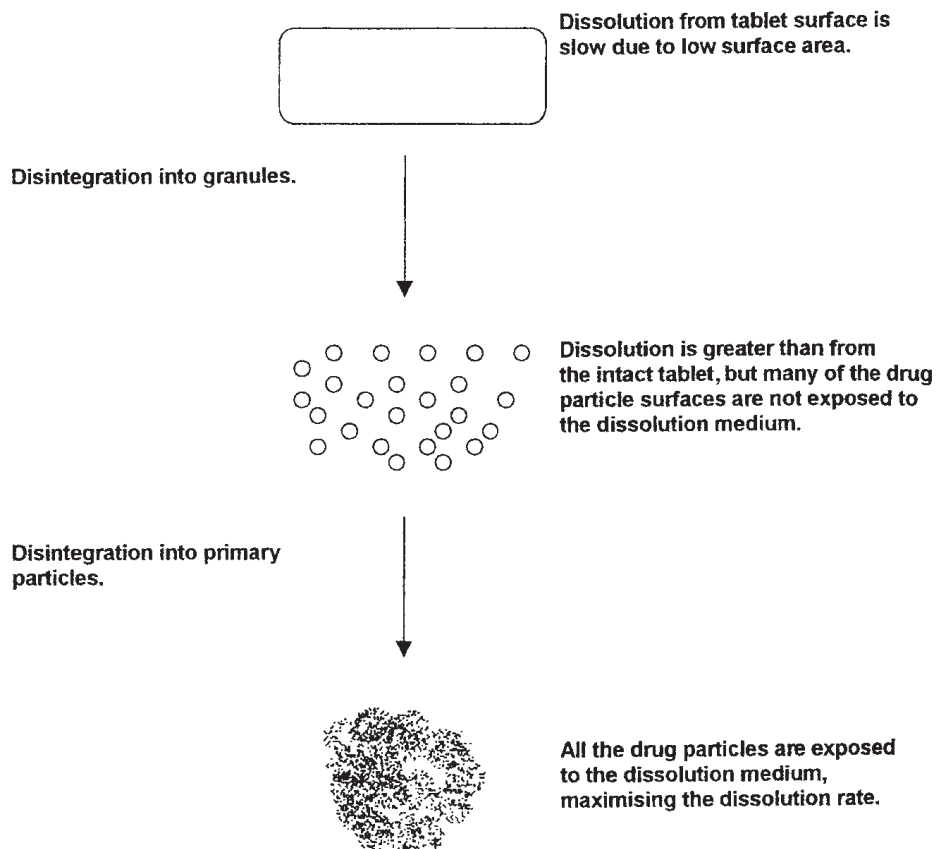 Dissolution from tablet surface is
slow due to low surface area.
Disintegration into granules.
Dissolution is greater than from
the intact tablet, but many of the drug
particle surfaces are not exposed to
the dissolution medium.
Disintegration into primary
particles.
All the drug particles are exposed
to the dissolution medium,
maximising the dissolution rate.